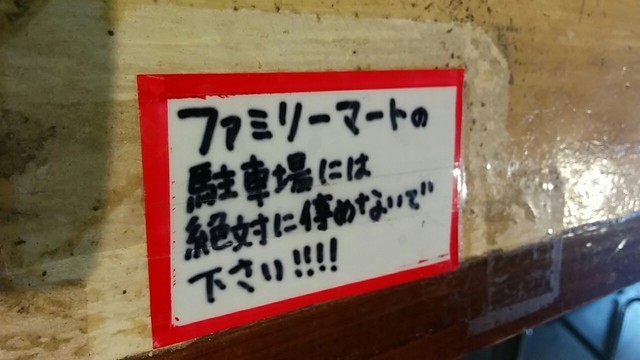 ファミリーマートの
駐車場には
絶対に停めないで
下さい!!!!